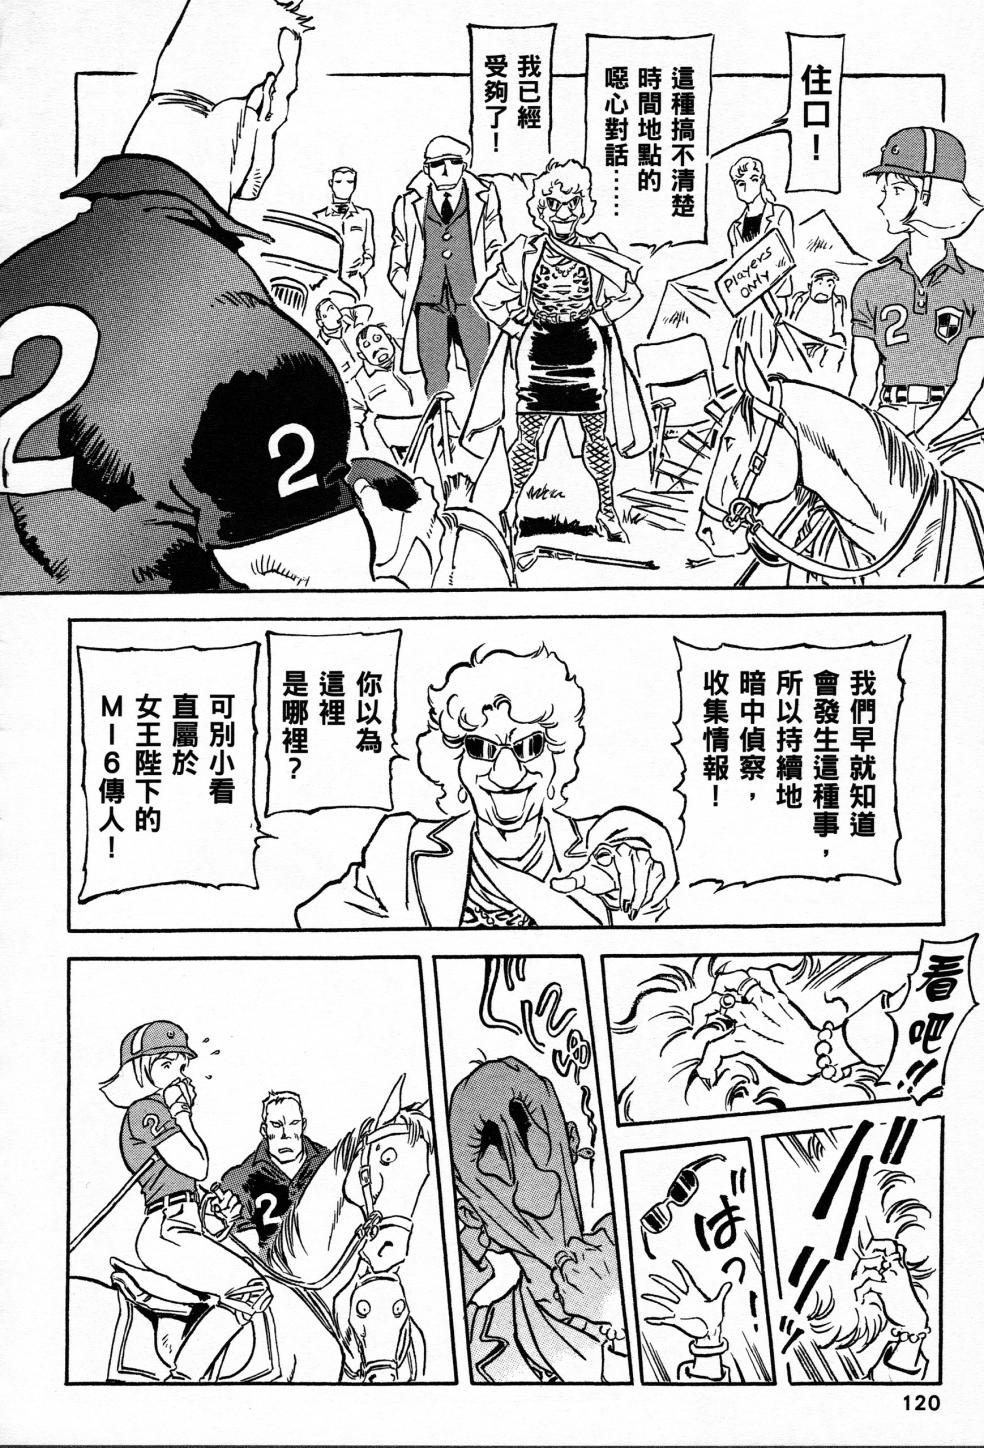 住口！
這種搞不清楚
時間地點的
噁心對話……
我已經
受夠了！
Players
only
2
2
2
我們早就知道
會發生這種事，
所以持續地
暗中偵察，
收集情報！
你以為
這裡
是哪裡？
可別小看
直屬於
女王陛下的
MI6傳人！
看吧!!
ばっ！
2
2
120